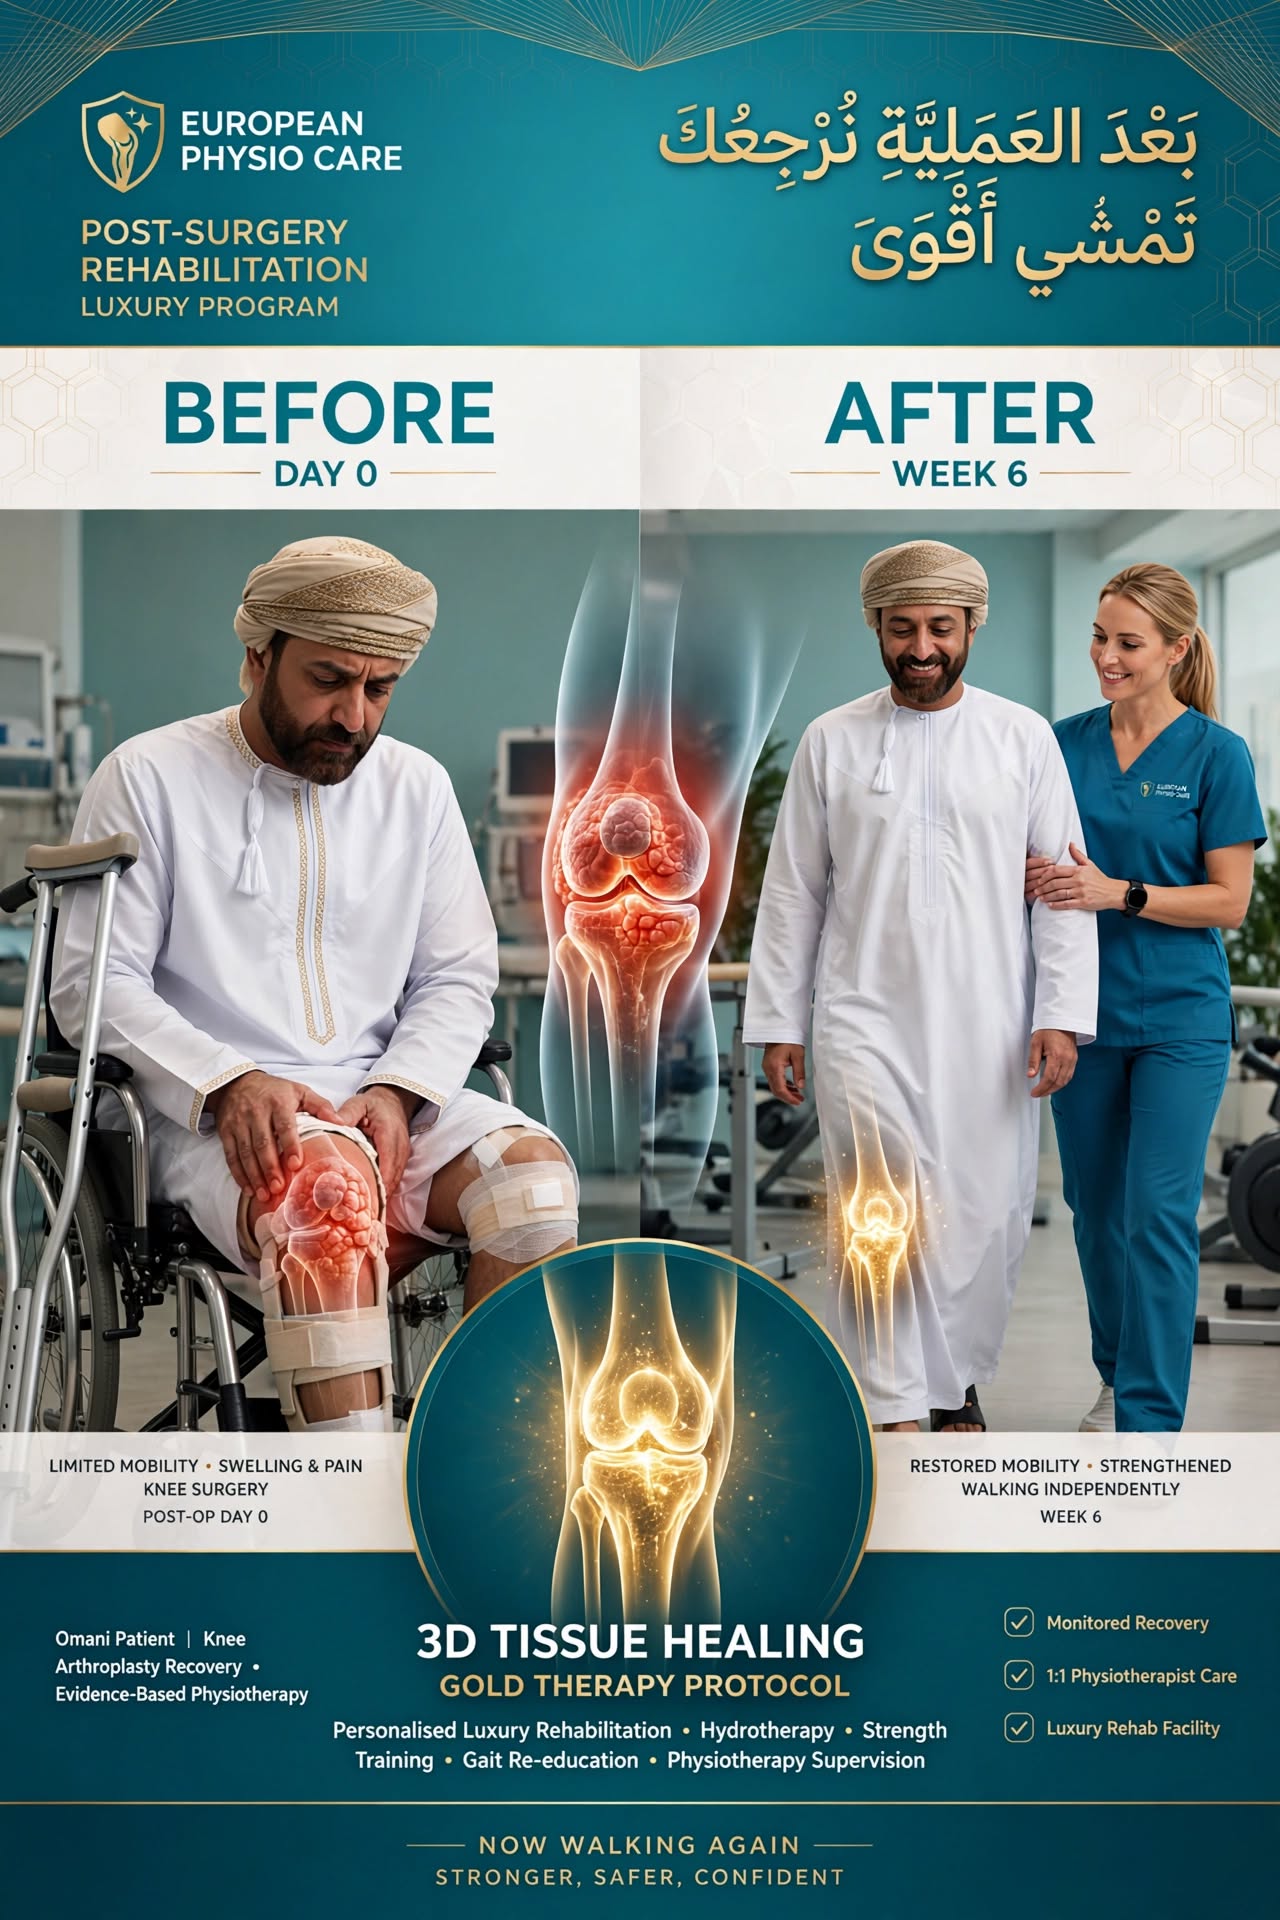 EUROPEAN
PHYSIO CARE
POST-SURGERY
REHABILITATION
LUXURY PROGRAM
بَعْدَ العَمَلِيَّةِ نُرْجِعُكَ
تَمْشُي أَقْوَىَ
BEFORE
DAY 0
AFTER
WEEK 6
LIMITED MOBILITY • SWELLING & PAIN
KNEE SURGERY
POST-OP DAY 0
RESTORED MOBILITY • STRENGTHENED
WALKING INDEPENDENTLY
WEEK 6
Omani Patient | Knee
Arthroplasty Recovery •
Evidence-Based Physiotherapy
3D TISSUE HEALING
GOLD THERAPY PROTOCOL
Personalised Luxury Rehabilitation • Hydrotherapy • Strength
Training • Gait Re-education • Physiotherapy Supervision
Monitored Recovery
1:1 Physiotherapist Care
Luxury Rehab Facility
NOW WALKING AGAIN
STRONGER, SAFER, CONFIDENT